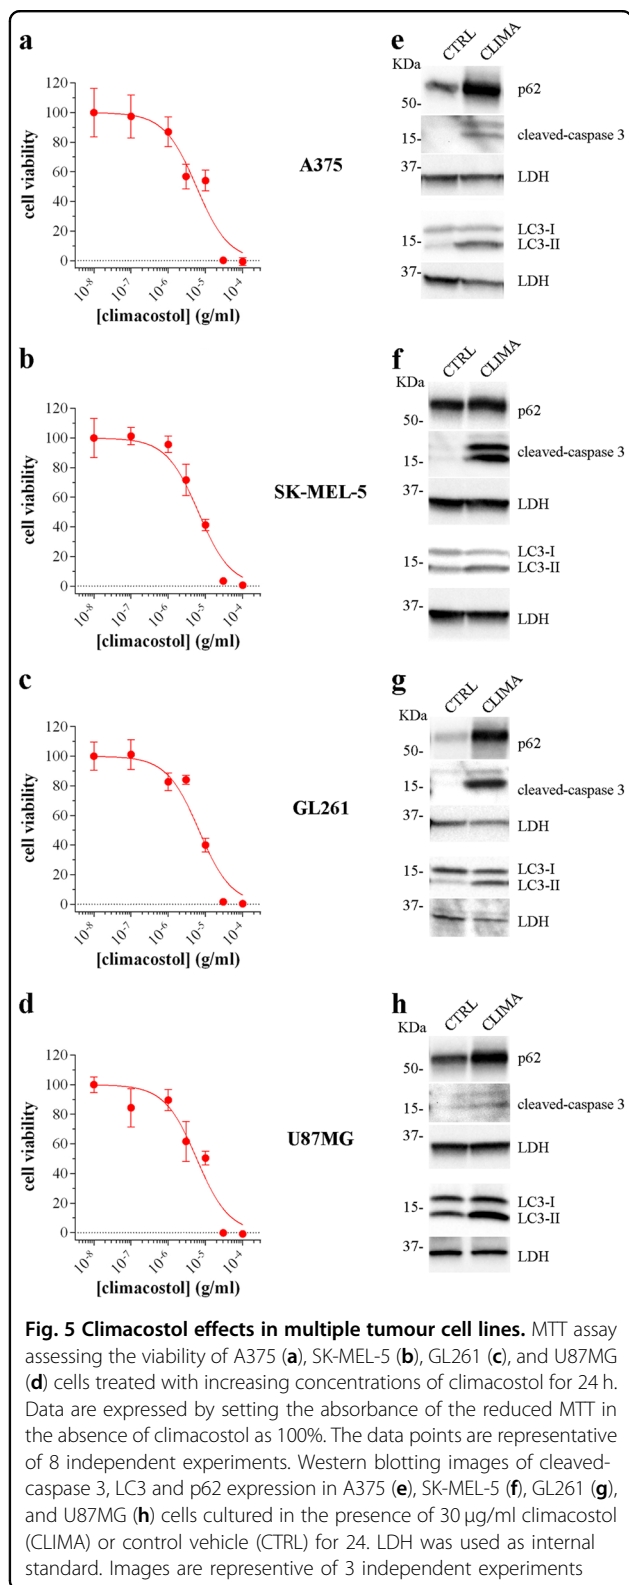 a
120
100
80
60
40
20
0
cell viability
10-8
10-7
10-6
10-5
10-4
[climacostol] (g/ml)
A375
e
CTRL
CLIMA
KDa
50-
p62
15-
cleaved-caspase 3
37-
LDH
LC3-I
15-
LC3-II
37-
LDH
b
120
100
80
60
40
20
0
cell viability
10-8
10-7
10-6
10-5
10-4
[climacostol] (g/ml)
SK-MEL-5
f
CTRL
CLIMA
KDa
p62
50-
cleaved-caspase 3
15-
37-
LDH
LC3-I
15-
LC3-II
37-
LDH
c
120
100
80
60
40
20
0
cell viability
10-8
10-7
10-6
10-5
10-4
[climacostol] (g/ml)
GL261
g
CTRL
CLIMA
KDa
p62
50-
15-
cleaved-caspase 3
37-
LDH
LC3-I
15-
LC3-II
37-
LDH
d
120
100
80
60
40
20
0
cell viability
10-8
10-7
10-6
10-5
10-4
[climacostol] (g/ml)
U87MG
h
CTRL
CLIMA
KDa
p62
50-
cleaved-caspase 3
15-
37-
LDH
LC3-I
15-
LC3-II
37-
LDH
Fig. 5 Climacostol effects in multiple tumour cell lines. MTT assay
assessing the viability of A375 (a), SK-MEL-5 (b), GL261 (c), and U87MG
(d) cells treated with increasing concentrations of climacostol for 24 h.
Data are expressed by setting the absorbance of the reduced MTT in
the absence of climacostol as 100%. The data points are representative
of 8 independent experiments. Western blotting images of cleaved-
caspase 3, LC3 and p62 expression in A375 (e), SK-MEL-5 (f), GL261 (g),
and U87MG (h) cells cultured in the presence of 30 µg/ml climacostol
(CLIMA) or control vehicle (CTRL) for 24. LDH was used as internal
standard. Images are representive of 3 independent experiments